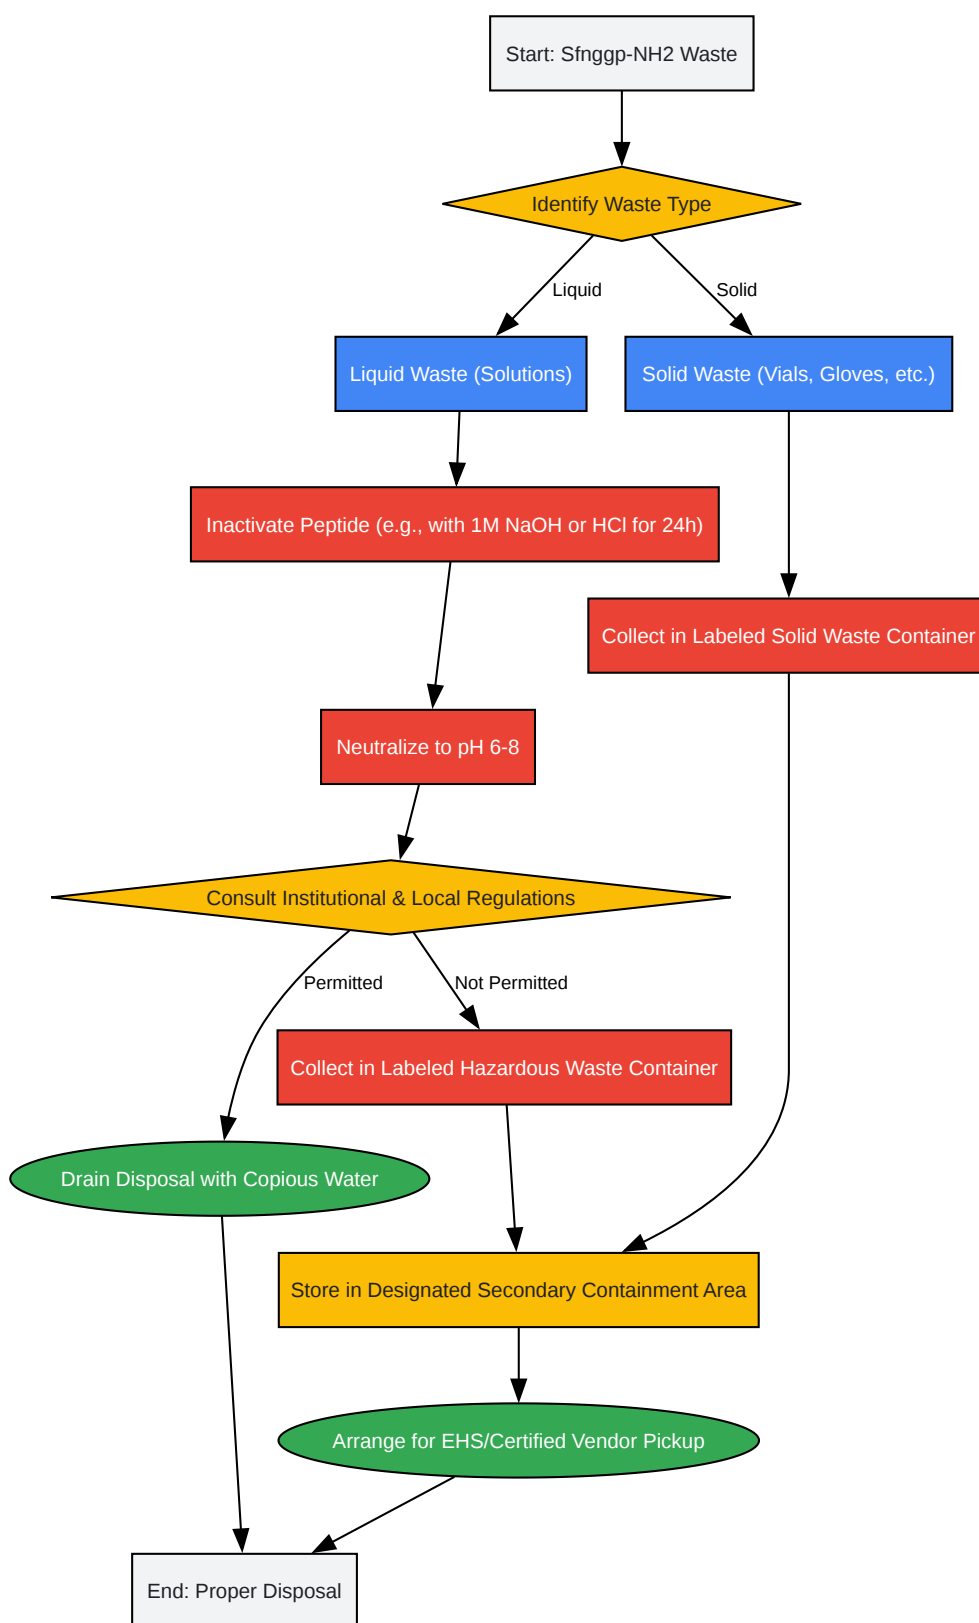 Start: Sfnggp-NH2 Waste
Identify Waste Type
Liquid
Solid
Liquid Waste (Solutions)
Solid Waste (Vials, Gloves, etc.)
Inactivate Peptide (e.g., with 1M NaOH or HCl for 24h)
Collect in Labeled Solid Waste Container
Neutralize to pH 6-8
Consult Institutional & Local Regulations
Permitted
Not Permitted
Collect in Labeled Hazardous Waste Container
Drain Disposal with Copious Water
Store in Designated Secondary Containment Area
Arrange for EHS/Certified Vendor Pickup
End: Proper Disposal